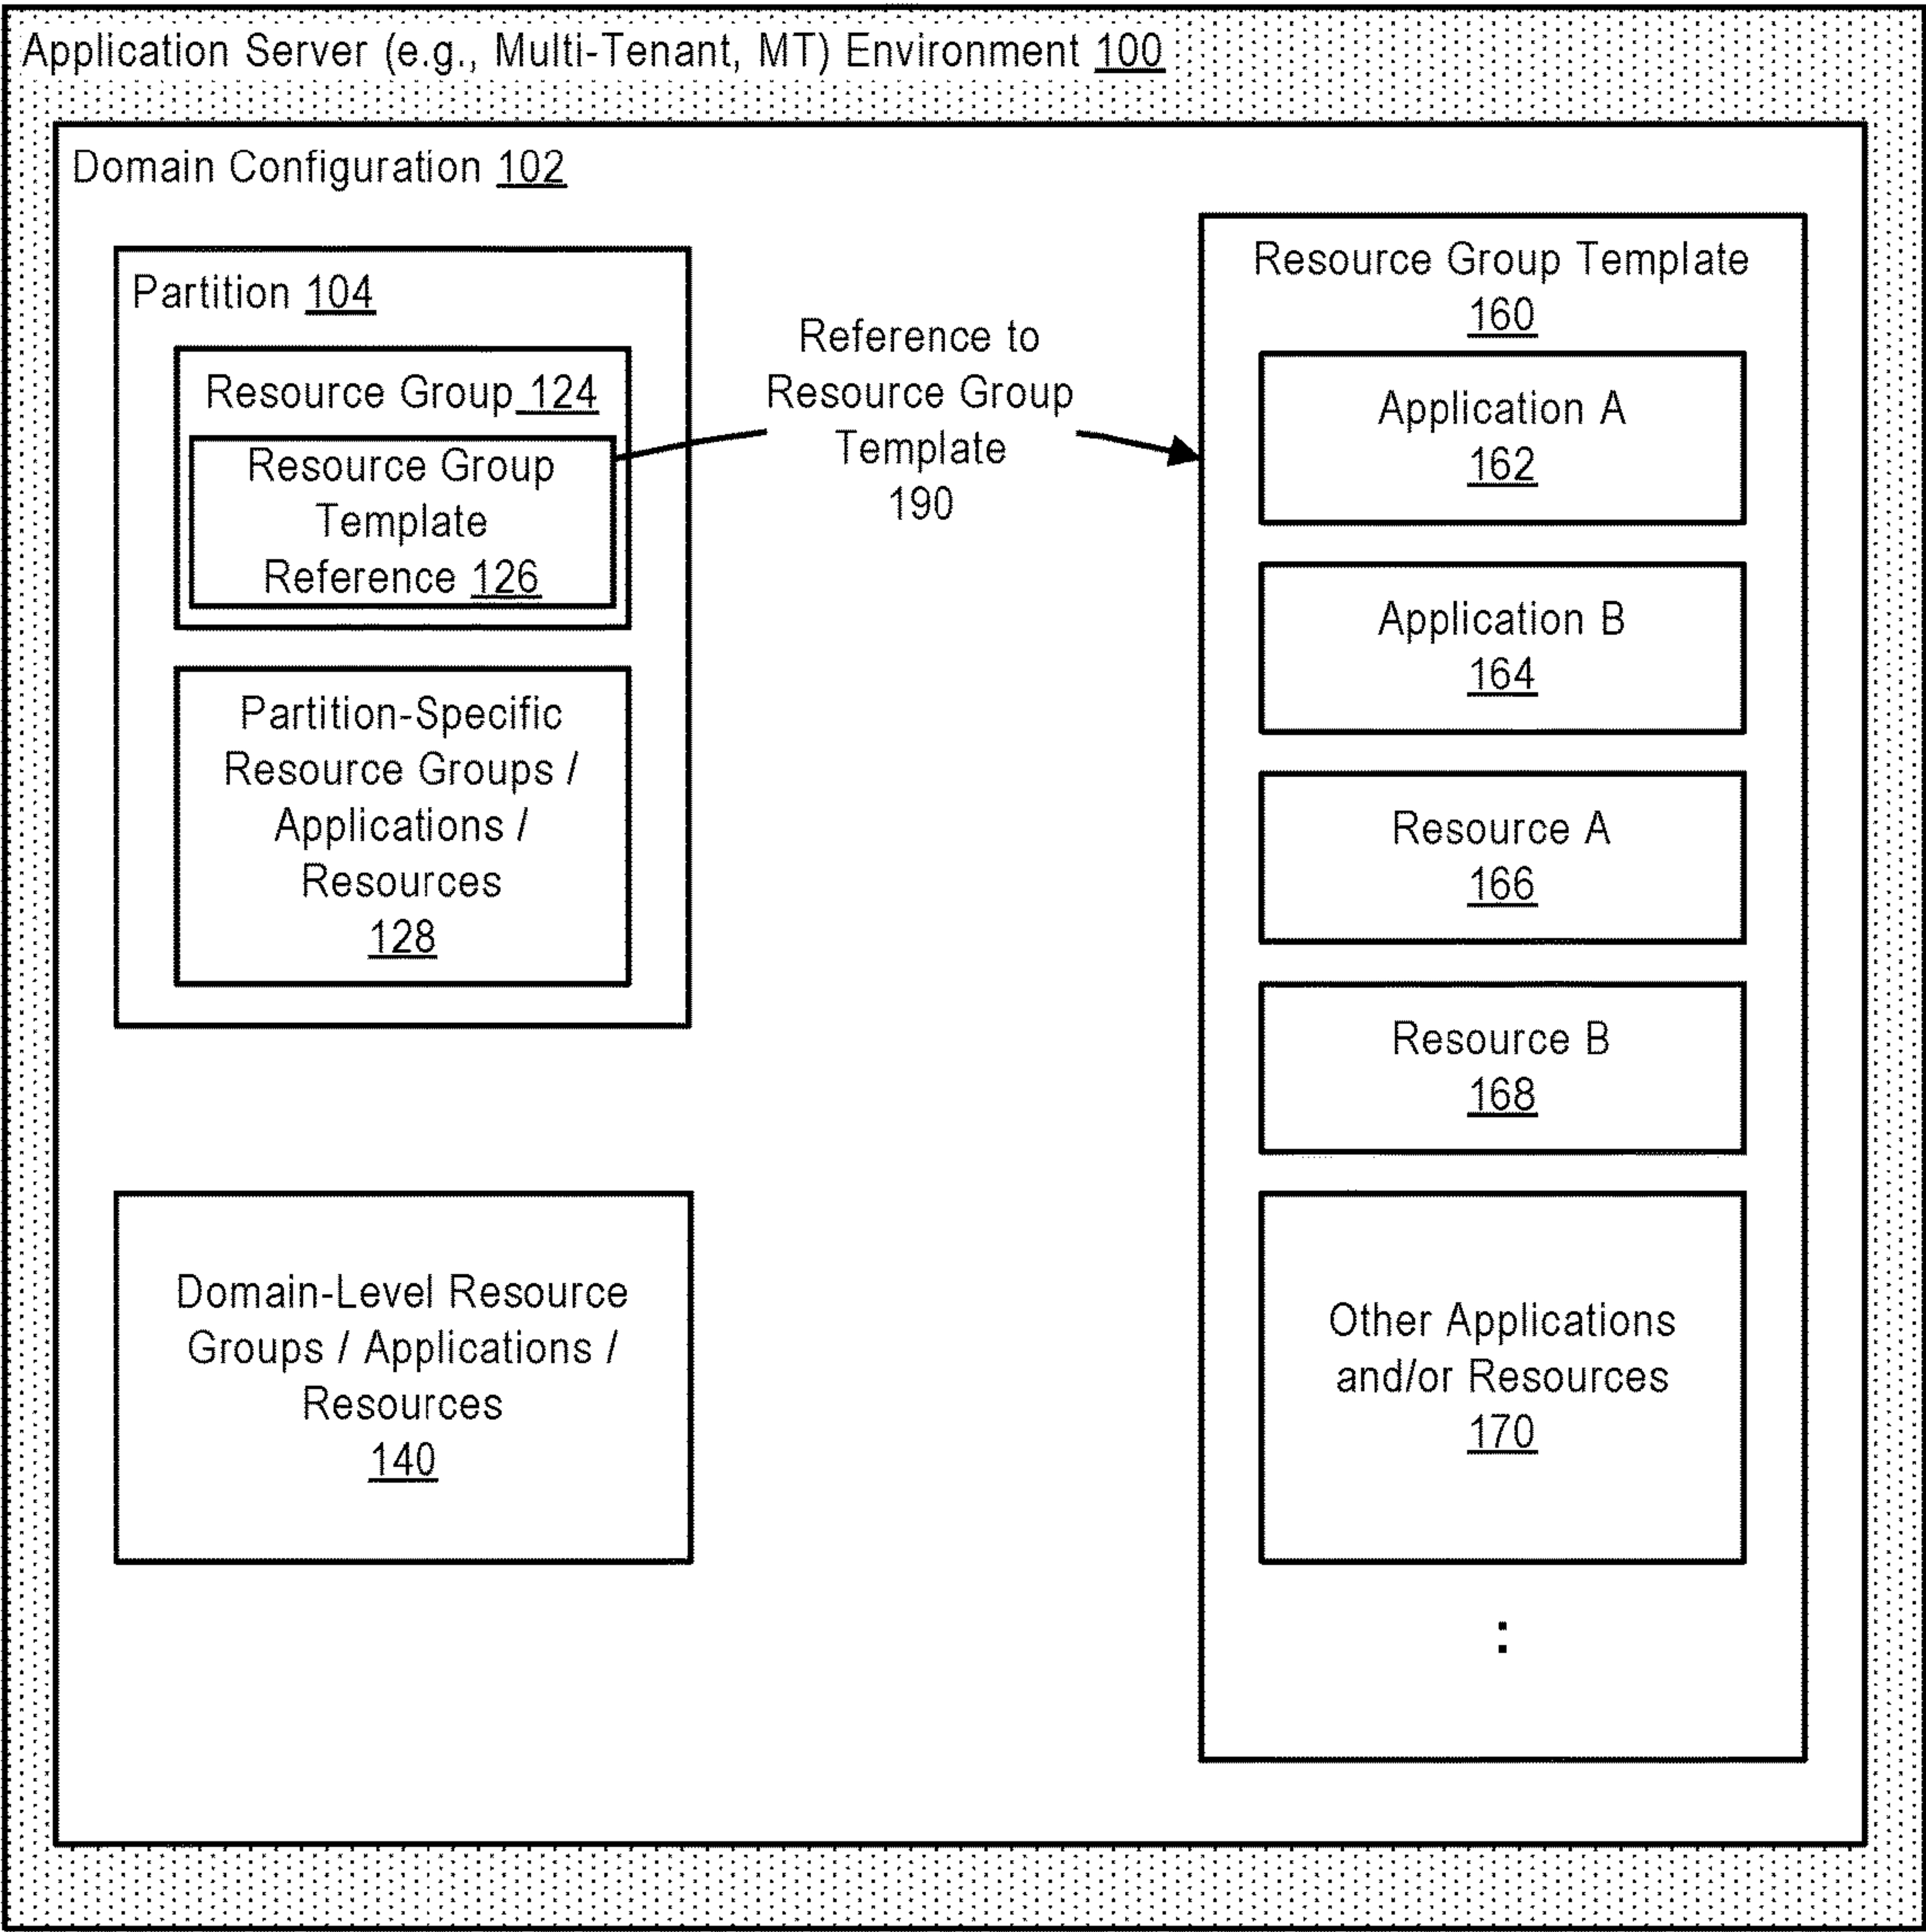 Application Server (e.g., Multi-Tenant, MT) Environment 100
Domain Configuration 102
Partition 104
Resource Group 124
Resource Group
Template
Reference 126
Partition-Specific
Resource Groups /
Applications /
Resources
128
Domain-Level Resource
Groups / Applications /
Resources
140
Reference to
Resource Group
Template
190
Resource Group Template
160
Application A
162
Application B
164
Resource A
166
Resource B
168
Other Applications
and/or Resources
170
: